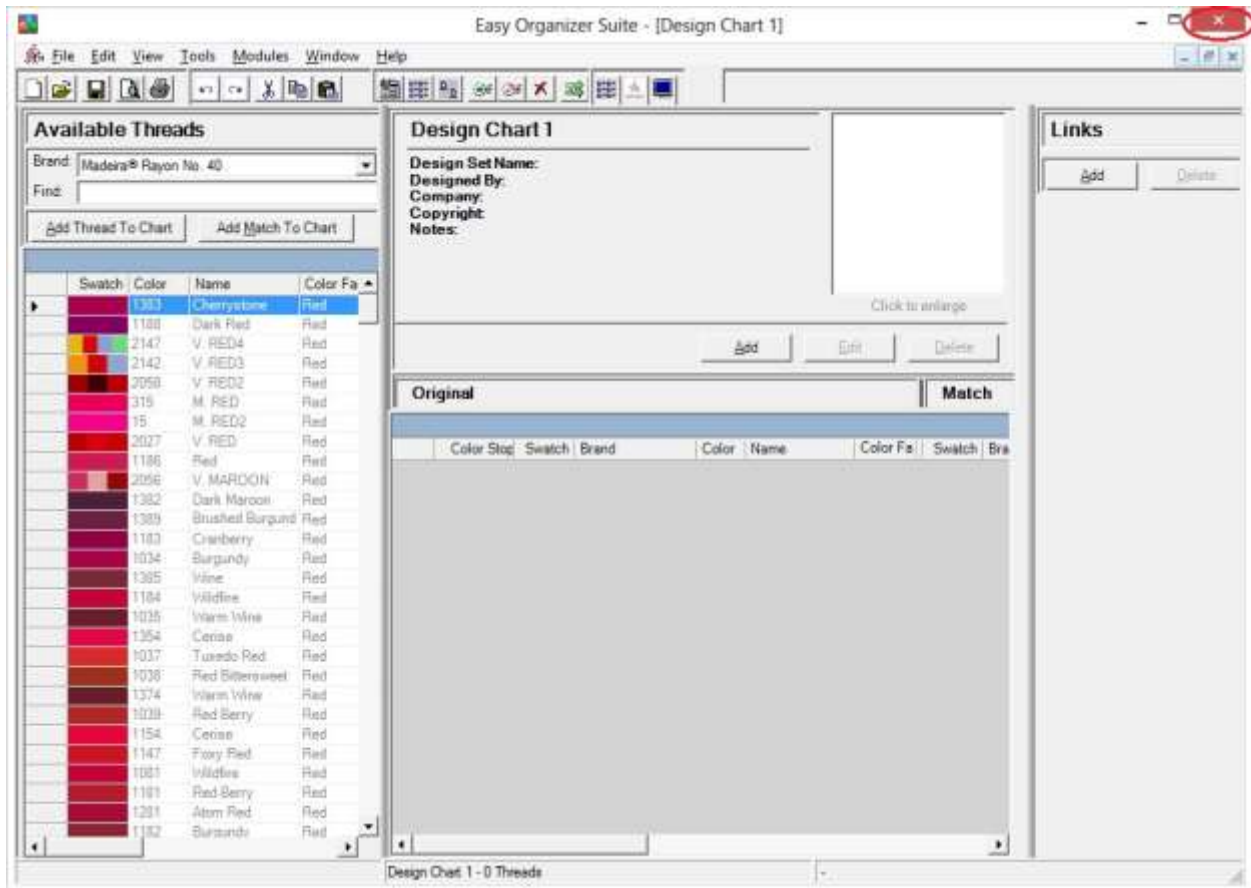 Easy Organizer Suite - [Design Chart 1]
File Edit View Tools Modules Window Help
Available Threads
Brand: Madeira® Rayon No. 40
Find:
Add Thread To Chart Add Match To Chart
Swatch Color Name Color Fa
1383 Cherrystone Red
1188 Dark Red Red
2147 V. RED4 Red
2142 V. RED3 Red
2058 V. RED2 Red
315 M. RED Red
15 M. RED2 Red
2027 V. RED Red
1186 Red Red
2056 V. MAROON Red
1382 Dark Maroon Red
1389 Brushed Burgund Red
1183 Cranberry Red
1034 Burgundy Red
1385 Wine Red
1184 Wildfire Red
1035 Warm Wine Red
1354 Cerise Red
1037 Tuxedo Red Red
1038 Red Bittersweet Red
1374 Warm Wine Red
1039 Red Berry Red
1154 Cerise Red
1147 Foxy Red Red
1081 Wildfire Red
1181 Red Berry Red
1281 Atom Red Red
1182 Burgundy Red
Design Chart 1
Design Set Name:
Designed By:
Company:
Copyright:
Notes:
Click to enlarge
Add Edit Delete
Original Match
Color Stop Swatch Brand Color Name Color Fa Swatch Bra
Links
Add Delete
Design Chart 1 - 0 Threads -